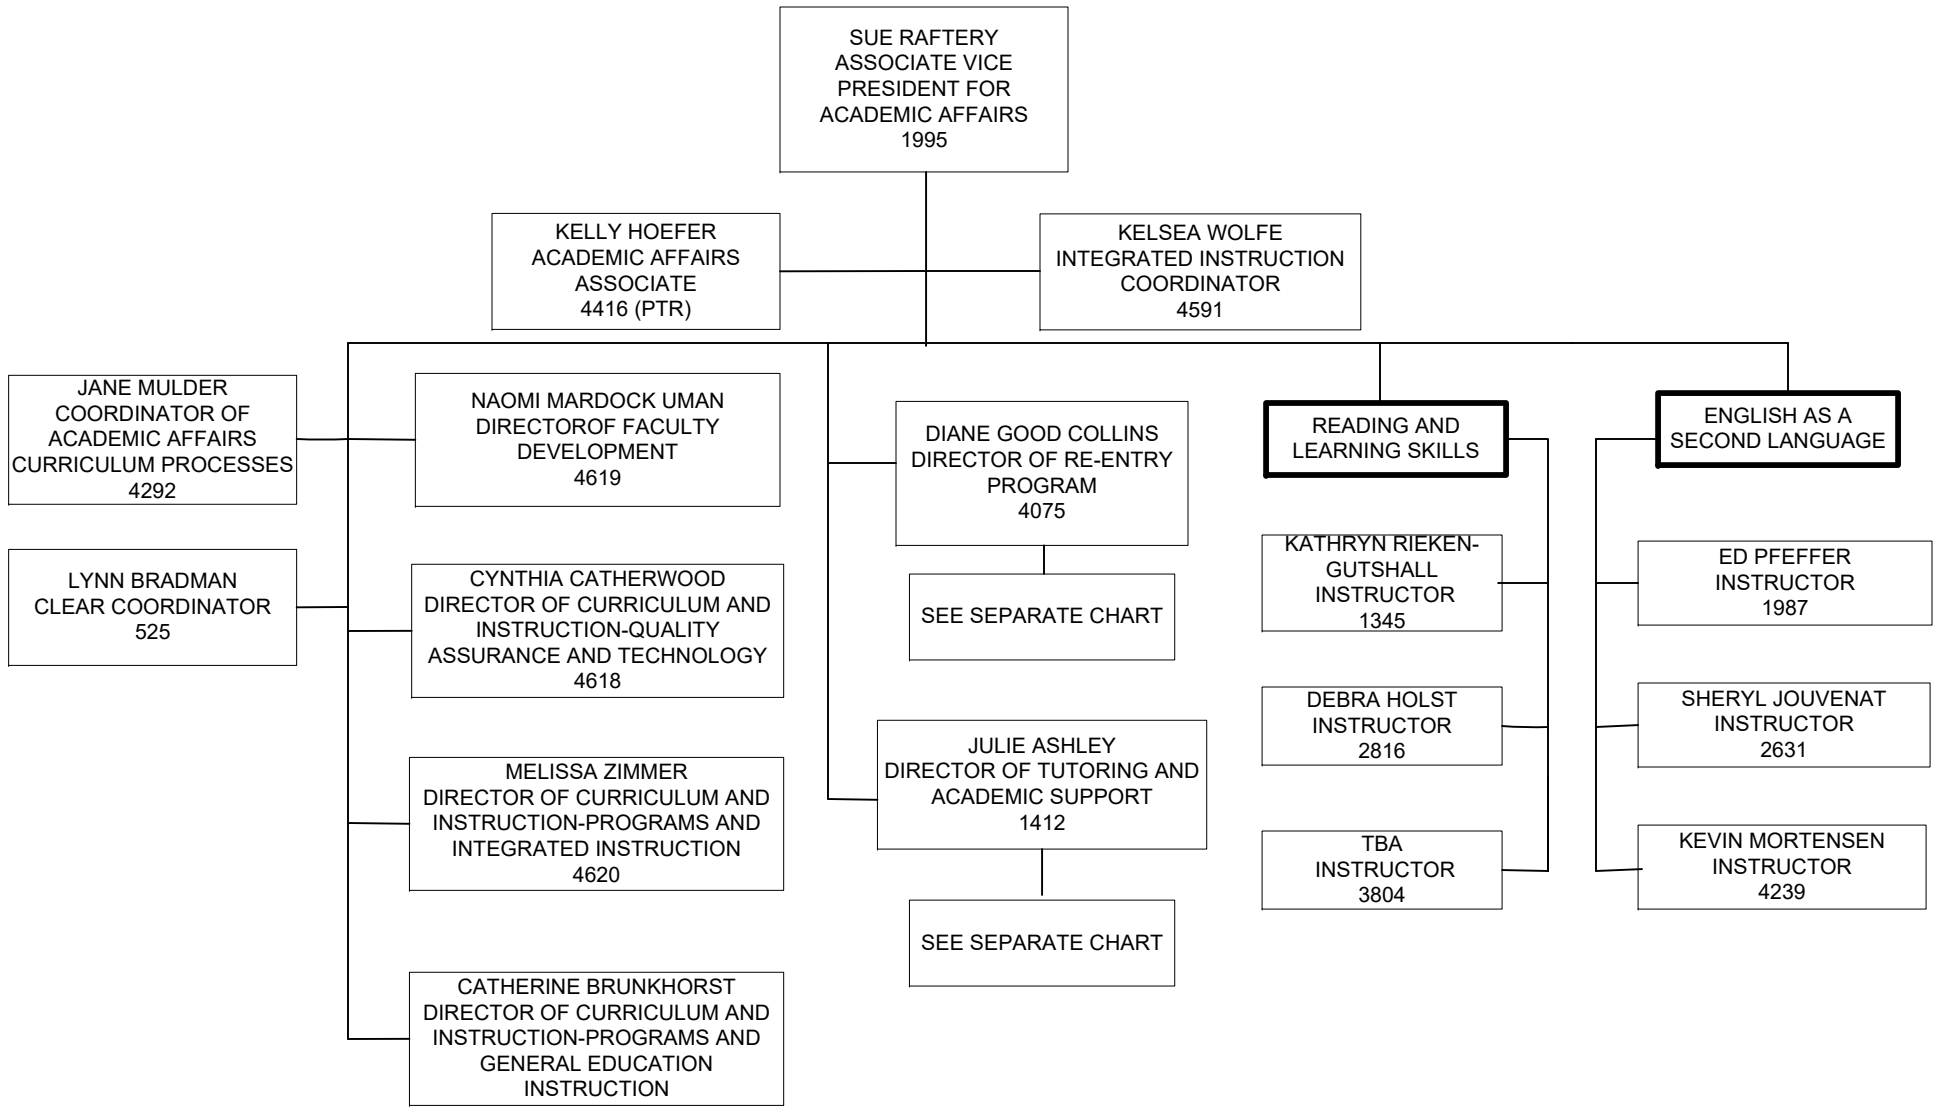 SUE RAFTERY
ASSOCIATE VICE
PRESIDENT FOR
ACADEMIC AFFAIRS
1995
KELLY HOEFER
ACADEMIC AFFAIRS
ASSOCIATE
4416 (PTR)
KELSEA WOLFE
INTEGRATED INSTRUCTION
COORDINATOR
4591
JANE MULDER
COORDINATOR OF
ACADEMIC AFFAIRS
CURRICULUM PROCESSES
4292
LYNN BRADMAN
CLEAR COORDINATOR
525
NAOMI MARDOCK UMAN
DIRECTOROF FACULTY
DEVELOPMENT
4619
CYNTHIA CATHERWOOD
DIRECTOR OF CURRICULUM AND
INSTRUCTION-QUALITY
ASSURANCE AND TECHNOLOGY
4618
MELISSA ZIMMER
DIRECTOR OF CURRICULUM AND
INSTRUCTION-PROGRAMS AND
INTEGRATED INSTRUCTION
4620
CATHERINE BRUNKHORST
DIRECTOR OF CURRICULUM AND
INSTRUCTION-PROGRAMS AND
GENERAL EDUCATION
INSTRUCTION
DIANE GOOD COLLINS
DIRECTOR OF RE-ENTRY
PROGRAM
4075
SEE SEPARATE CHART
JULIE ASHLEY
DIRECTOR OF TUTORING AND
ACADEMIC SUPPORT
1412
SEE SEPARATE CHART
READING AND
LEARNING SKILLS
KATHRYN RIEKEN-
GUTSHALL
INSTRUCTOR
1345
DEBRA HOLST
INSTRUCTOR
2816
TBA
INSTRUCTOR
3804
ENGLISH AS A
SECOND LANGUAGE
ED PFEFFER
INSTRUCTOR
1987
SHERYL JOUVENAT
INSTRUCTOR
2631
KEVIN MORTENSEN
INSTRUCTOR
4239